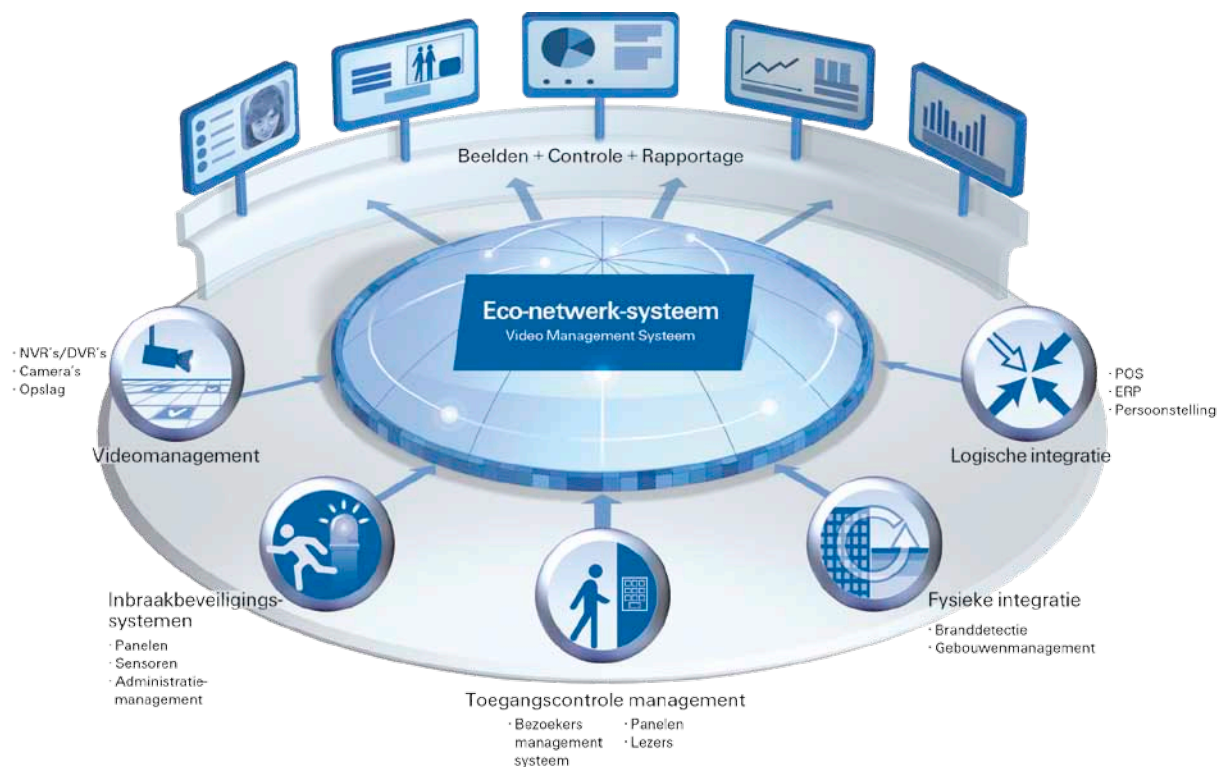 Beelden + Controle + Rapportage
Eco-netwerk-systeem
Video Management Systeem
· NVR´s/DVR´s
· Camera´s
· Opslag
Videomanagement
· POS
· ERP
· Persoonstelling
Logische integratie
Inbraakbeveiligings-
systemen
· Panelen
· Sensoren
· Administratie-
management
Fysieke integratie
· Branddetectie
· Gebouwenmanagement
Toegangscontrole management
· Bezoekers
management
systeem
· Panelen
· Lezers